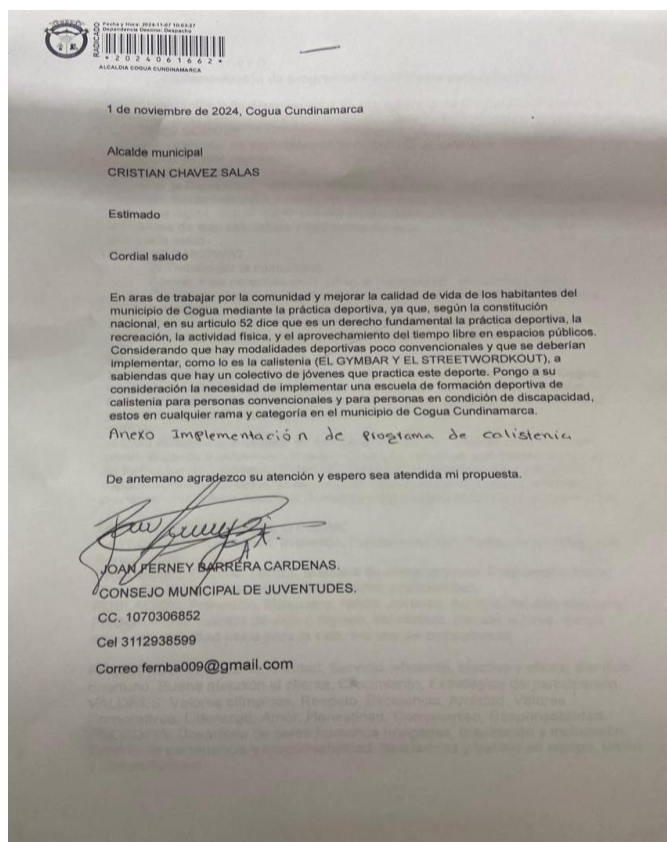 RADICADO
Fecha y Hora: 2024-11-07 10:03:37
Dependencia Destino: Despacho
*2024061662*
ALCALDIA COGUA CUNDINAMARCA
1 de noviembre de 2024, Cogua Cundinamarca
Alcalde municipal
CRISTIAN CHAVEZ SALAS
Estimado
Cordial saludo
En aras de trabajar por la comunidad y mejorar la calidad de vida de los habitantes del
municipio de Cogua mediante la práctica deportiva, ya que, según la constitución
nacional, en su articulo 52 dice que es un derecho fundamental la práctica deportiva, la
recreación, la actividad física, y el aprovechamiento del tiempo libre en espacios públicos.
Considerando que hay modalidades deportivas poco convencionales y que se deberían
implementar, como lo es la calistenia (EL GYMBAR Y EL STREETWORDKOUT), a
sabiendas que hay un colectivo de jóvenes que practica este deporte. Pongo a su
consideración la necesidad de implementar una escuela de formación deportiva de
calistenia para personas convencionales y para personas en condición de discapacidad,
estos en cualquier rama y categoría en el municipio de Cogua Cundinamarca.
Anexo Implementación de programa de calistenia
De antemano agradezco su atención y espero sea atendida mi propuesta.
JOAN FERNEY BARRERA CARDENAS.
CONSEJO MUNICIPAL DE JUVENTUDES.
CC. 1070306852
Cel 3112938599
Correo fernba009@gmail.com